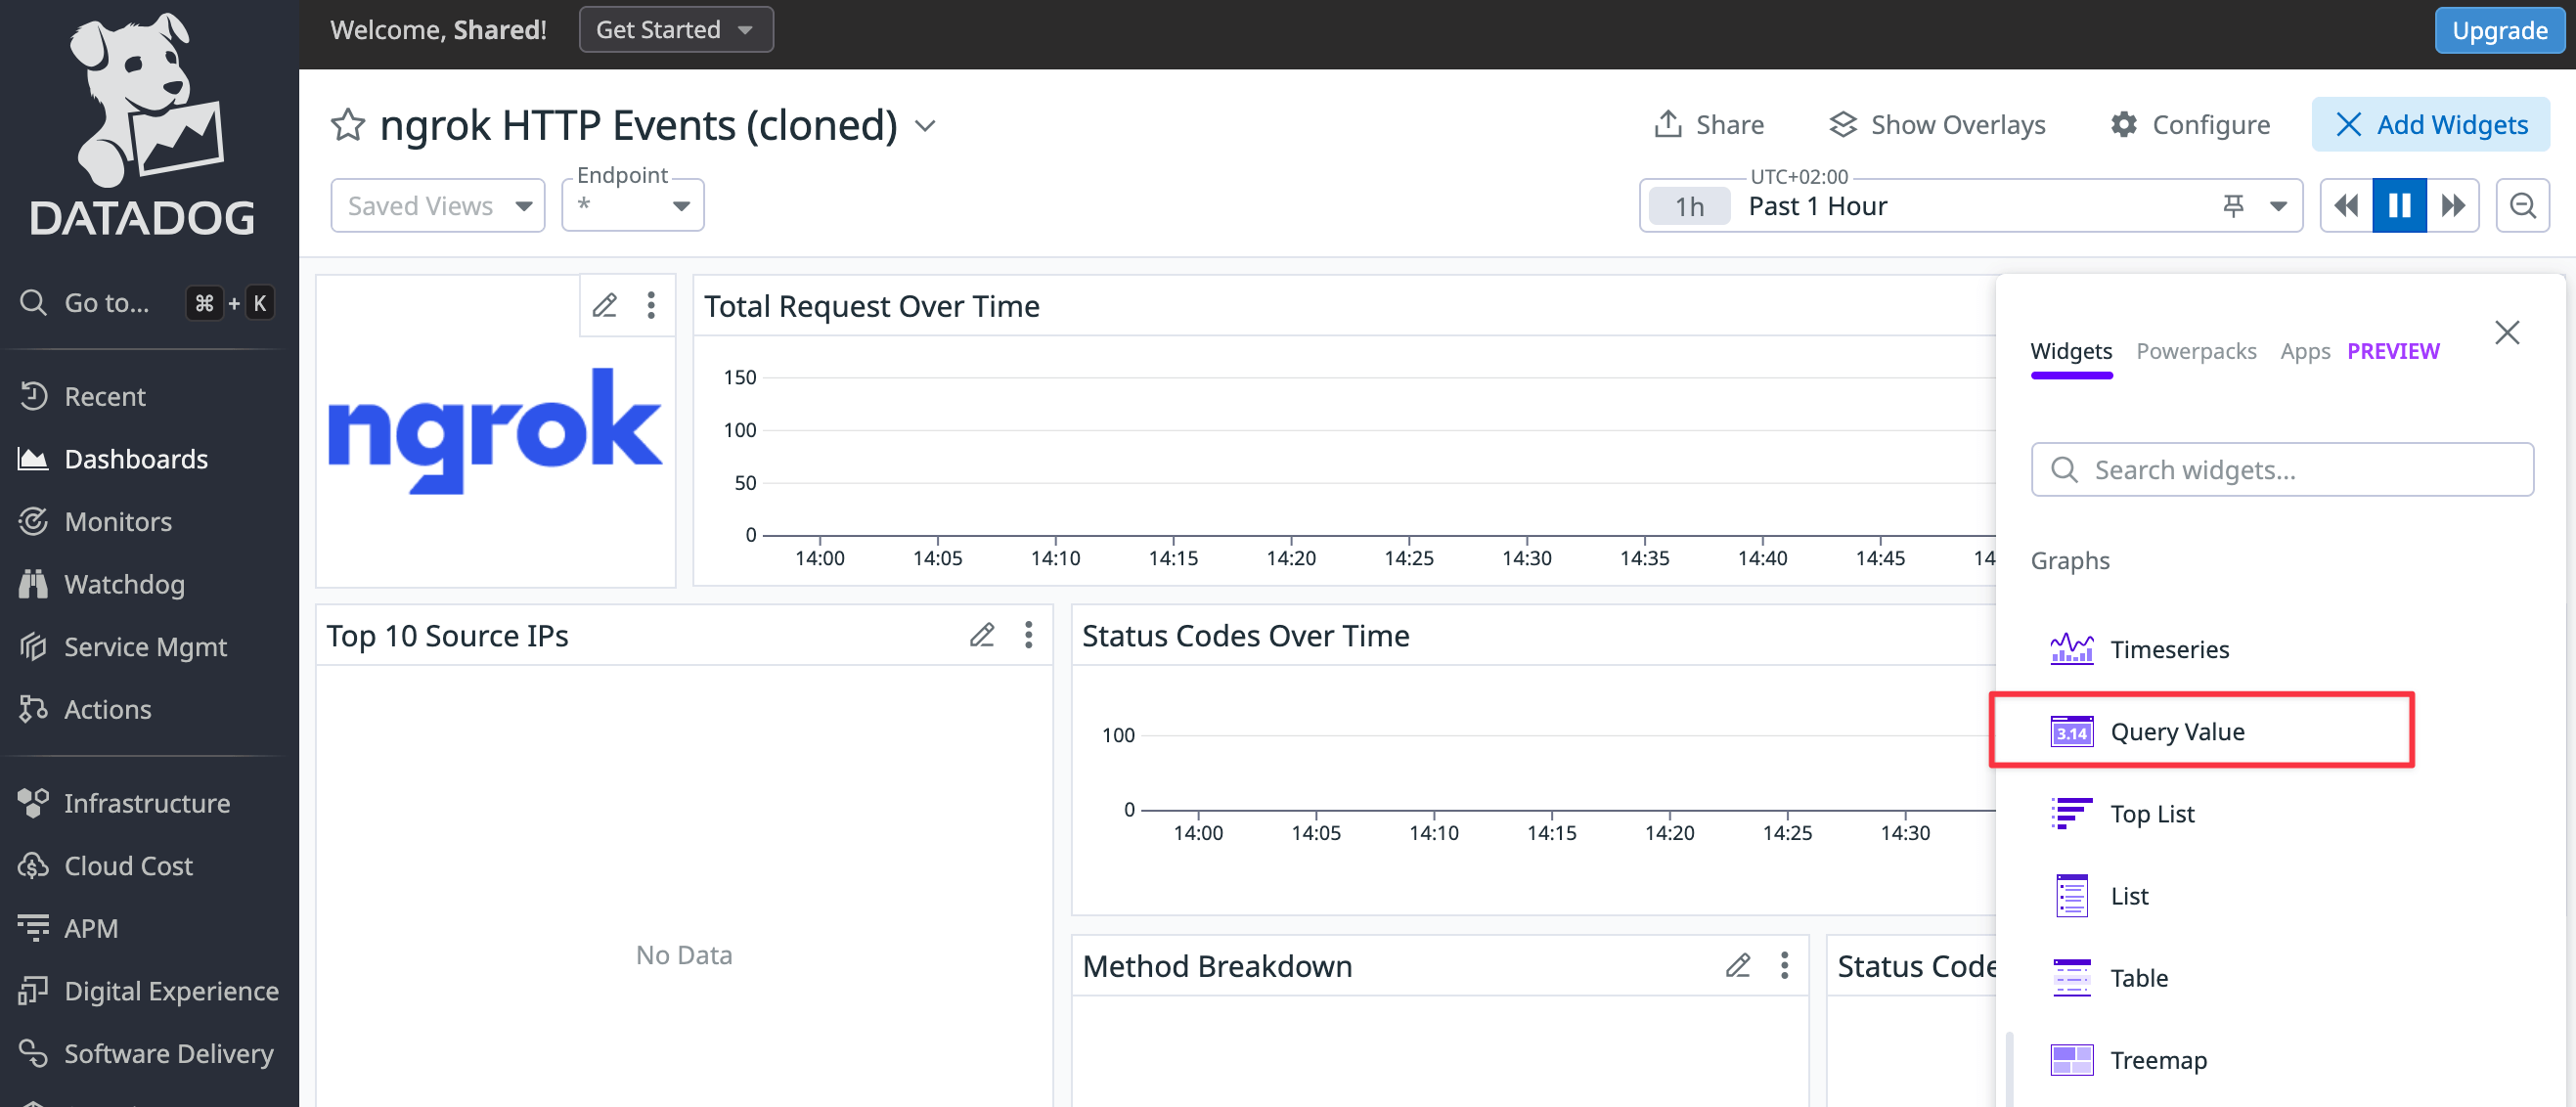 Welcome, Shared!
Get Started
Upgrade
DATADOG
Go to...
⌘ + K
Recent
Dashboards
Monitors
Watchdog
Service Mgmt
Actions
Infrastructure
Cloud Cost
APM
Digital Experience
Software Delivery
ngrok HTTP Events (cloned)
Share
Show Overlays
Configure
Add Widgets
Saved Views
Endpoint
*
UTC+02:00
1h
Past 1 Hour
ngrok
Total Request Over Time
150
100
50
0
14:00 14:05 14:10 14:15 14:20 14:25 14:30 14:35 14:40 14:45 14
Top 10 Source IPs
No Data
Status Codes Over Time
100
0
14:00 14:05 14:10 14:15 14:20 14:25 14:30
Method Breakdown
Status Code
Widgets
Powerpacks
Apps
PREVIEW
Search widgets...
Graphs
Timeseries
3.14
Query Value
Top List
List
Table
Treemap